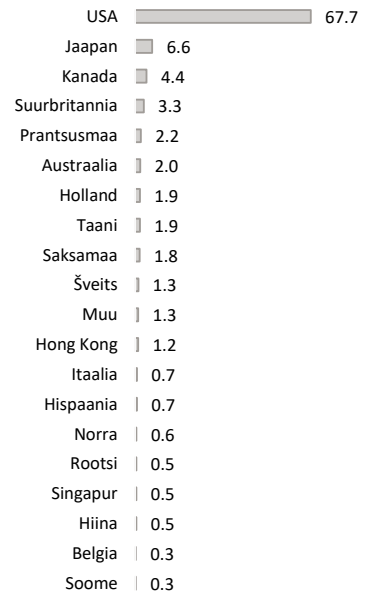 USA 67.7
Jaapan 6.6
Kanada 4.4
Suurbritannia 3.3
Prantsusmaa 2.2
Austraalia 2.0
Holland 1.9
Taani 1.9
Saksamaa 1.8
Šveits 1.3
Muu 1.3
Hong Kong 1.2
Itaalia 0.7
Hispaania 0.7
Norra 0.6
Rootsi 0.5
Singapur 0.5
Hiina 0.5
Belgia 0.3
Soome 0.3